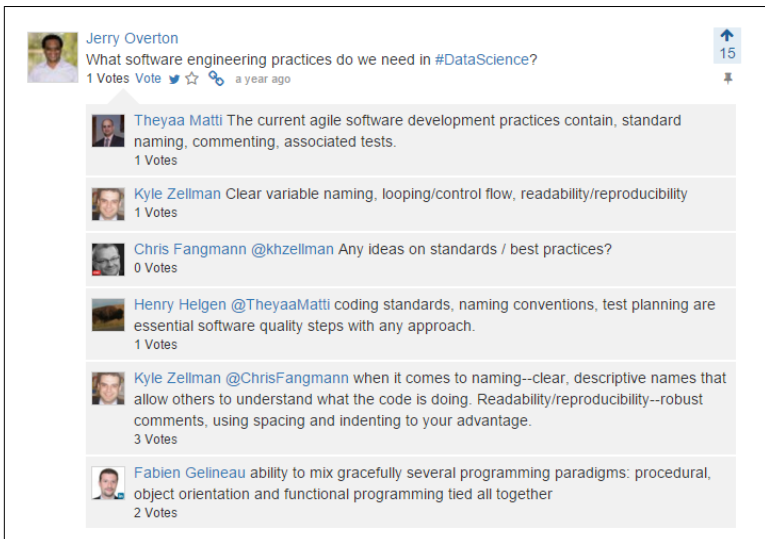 Jerry Overton
What software engineering practices do we need in #DataScience?
1 Votes Vote a year ago
15
Theyaa Matti The current agile software development practices contain, standard
naming, commenting, associated tests.
1 Votes
Kyle Zellman Clear variable naming, looping/control flow, readability/reproducibility
1 Votes
Chris Fangmann @khzellman Any ideas on standards / best practices?
0 Votes
Henry Helgen @TheyaaMatti coding standards, naming conventions, test planning are
essential software quality steps with any approach.
1 Votes
Kyle Zellman @ChrisFangmann when it comes to naming--clear, descriptive names that
allow others to understand what the code is doing. Readability/reproducibility--robust
comments, using spacing and indenting to your advantage.
3 Votes
Fabien Gelineau ability to mix gracefully several programming paradigms: procedural,
object orientation and functional programming tied all together
2 Votes